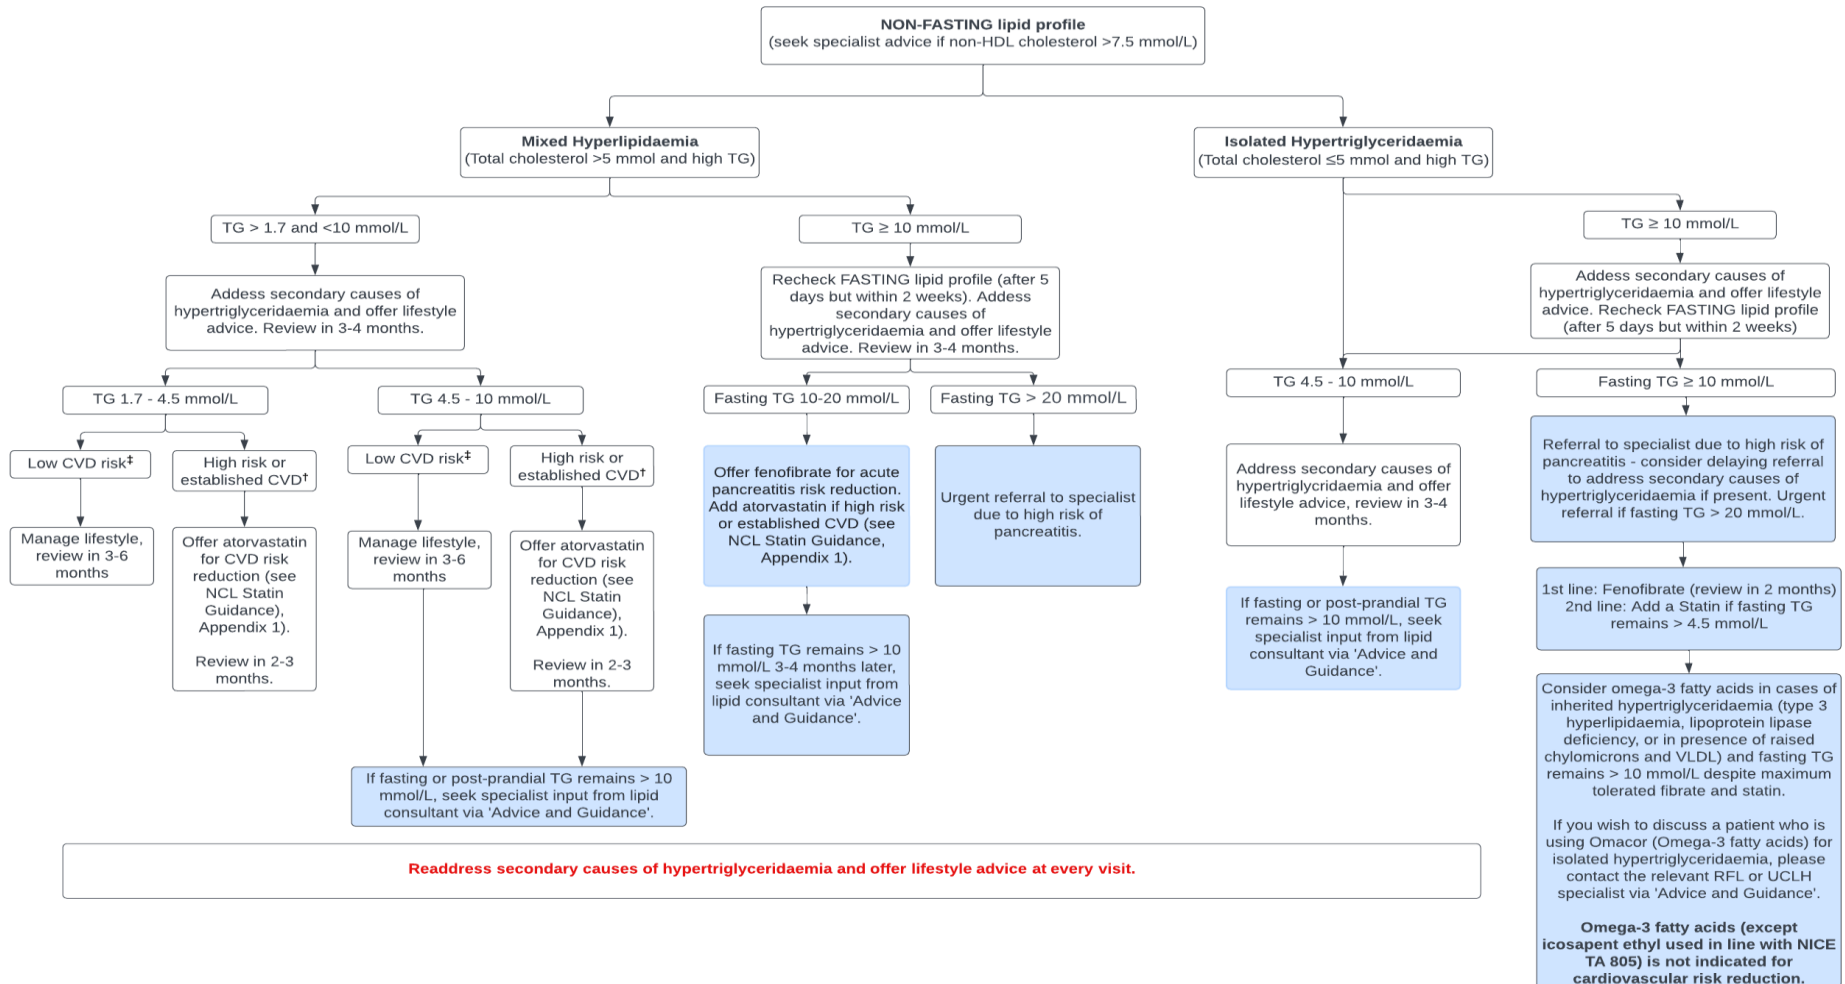 NON-FASTING lipid profile
(seek specialist advice if non-HDL cholesterol >7.5 mmol/L)
Mixed Hyperlipidaemia
(Total cholesterol >5 mmol and high TG)
Isolated Hypertriglyceridaemia
(Total cholesterol ≤5 mmol and high TG)
TG > 1.7 and <10 mmol/L
TG ≥ 10 mmol/L
TG ≥ 10 mmol/L
Addess secondary causes of
hypertriglyceridaemia and offer lifestyle
advice. Review in 3-4 months.
Recheck FASTING lipid profile (after 5
days but within 2 weeks). Addess
secondary causes of
hypertriglyceridaemia and offer lifestyle
advice. Review in 3-4 months.
Address secondary causes of
hypertriglyceridaemia and offer lifestyle
advice. Recheck FASTING lipid profile
(after 5 days but within 2 weeks)
TG 1.7 - 4.5 mmol/L
TG 4.5 - 10 mmol/L
Fasting TG 10-20 mmol/L
Fasting TG > 20 mmol/L
TG 4.5 - 10 mmol/L
Fasting TG ≥ 10 mmol/L
Low CVD risk‡
High risk or
established CVD†
Low CVD risk‡
High risk or
established CVD†
Manage lifestyle,
review in 3-6
months
Offer atorvastatin
for CVD risk
reduction (see
NCL Statin
Guidance),
Appendix 1).
Review in 2-3
months.
Manage lifestyle,
review in 3-6
months
Offer atorvastatin
for CVD risk
reduction (see
NCL Statin
Guidance),
Appendix 1).
Review in 2-3
months.
If fasting or post-prandial TG remains > 10
mmol/L, seek specialist input from lipid
consultant via 'Advice and Guidance'.
Offer fenofibrate for acute
pancreatitis risk reduction.
Add atorvastatin if high risk
or established CVD (see
NCL Statin Guidance,
Appendix 1).
If fasting TG remains > 10
mmol/L 3-4 months later,
seek specialist input from
lipid consultant via 'Advice
and Guidance'.
Urgent referral to specialist
due to high risk of
pancreatitis.
Address secondary causes of
hypertriglycridaemia and offer
lifestyle advice, review in 3-4
months.
If fasting or post-prandial TG
remains > 10 mmol/L, seek
specialist input from lipid
consultant via 'Advice and
Guidance'.
Referral to specialist due to high risk of
pancreatitis - consider delaying referral
to address secondary causes of
hypertriglyceridaemia if present. Urgent
referral if fasting TG > 20 mmol/L.
1st line: Fenofibrate (review in 2 months)
2nd line: Add a Statin if fasting TG
remains > 4.5 mmol/L
Consider omega-3 fatty acids in cases of
inherited hypertriglyceridaemia (type 3
hyperlipidaemia, lipoprotein lipase
deficiency, or in presence of raised
chylomicrons and VLDL) and fasting TG
remains > 10 mmol/L despite maximum
tolerated fibrate and statin.
If you wish to discuss a patient who is
using Omacor (Omega-3 fatty acids) for
isolated hypertriglyceridaemia, please
contact the relevant RFL or UCLH
specialist via 'Advice and Guidance'.
Omega-3 fatty acids (except
icosapent ethyl used in line with NICE
TA 805) is not indicated for
cardiovascular risk reduction.
Readdress secondary causes of hypertriglyceridaemia and offer lifestyle advice at every visit.